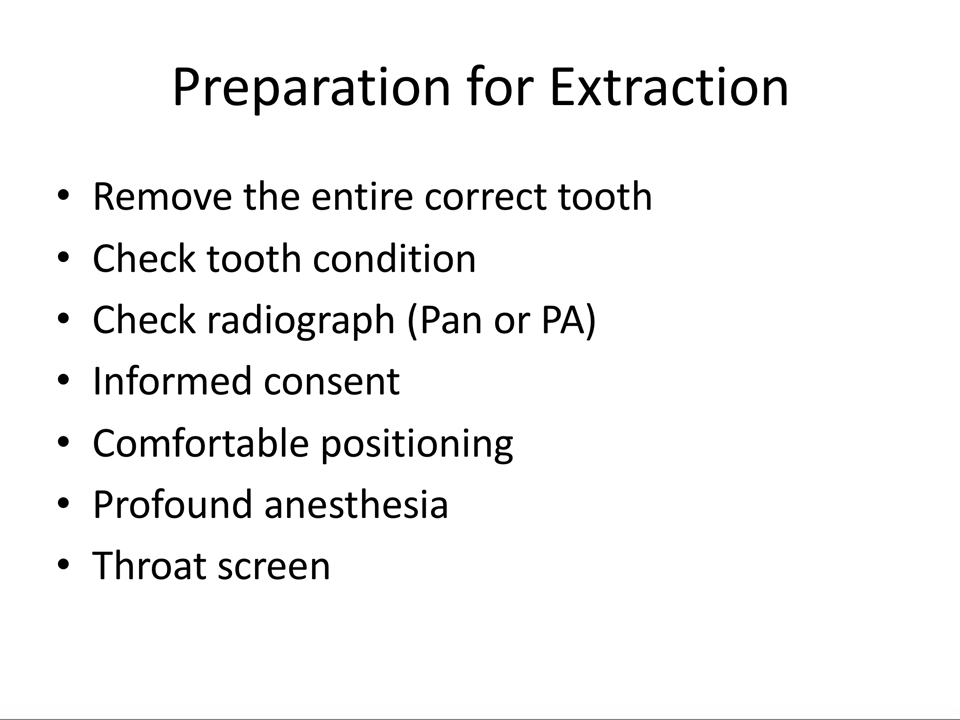 Preparation for Extraction
• Remove the entire correct tooth
• Check tooth condition
• Check radiograph (Pan or PA)
• Informed consent
• Comfortable positioning
• Profound anesthesia
• Throat screen